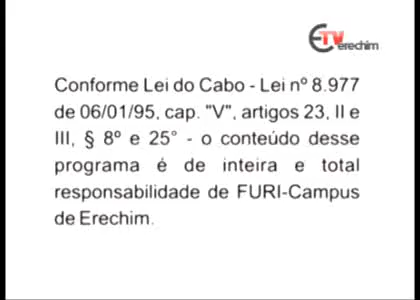 ETV erechim
Conforme Lei do Cabo - Lei nº 8.977
de 06/01/95, cap. "V", artigos 23, II e
III, § 8º e 25° - o conteúdo desse
programa é de inteira e total
responsabilidade de FURI-Campus
de Erechim.